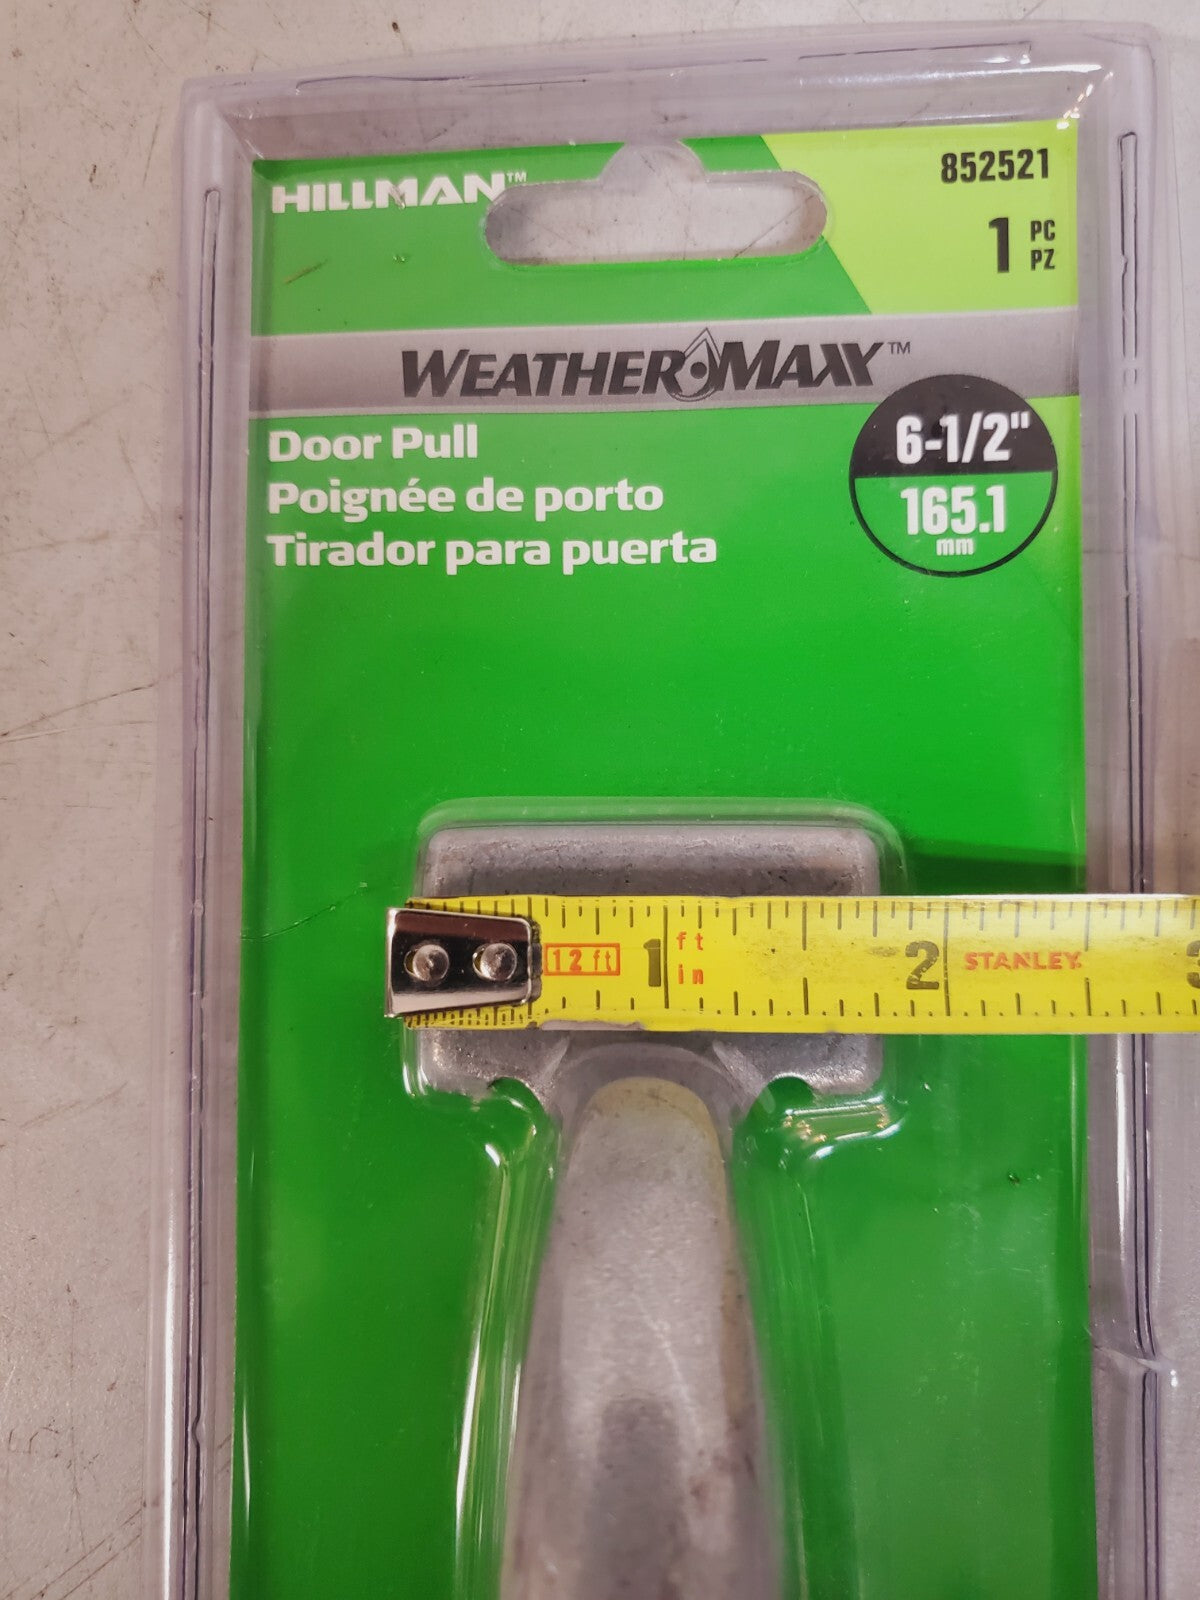 HILLMAN™
852521
1 PC
PZ
WEATHERMAXX™
6-1/2"
165.1
mm
Door Pull
Poignée de porto
Tirador para puerta
12 ft
1 ft
in
2
STANLEY
3